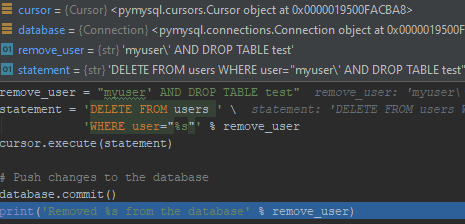 cursor = {Cursor} <pymysql.cursors.Cursor object at 0x0000019500FACBA8>
database = {Connection} <pymysql.connections.Connection object at 0x0000019500F
01 remove_user = {str} 'myuser\' AND DROP TABLE test'
01 statement = {str} 'DELETE FROM users WHERE user="myuser\' AND DROP TABLE test"
remove_user = "myuser' AND DROP TABLE test" remove_user: 'myuser\
statement = 'DELETE FROM users ' \ statement: 'DELETE FROM users W
'WHERE user="%s"' % remove_user
cursor.execute(statement)
# Push changes to the database
database.commit()
print('Removed %s from the database' % remove_user)